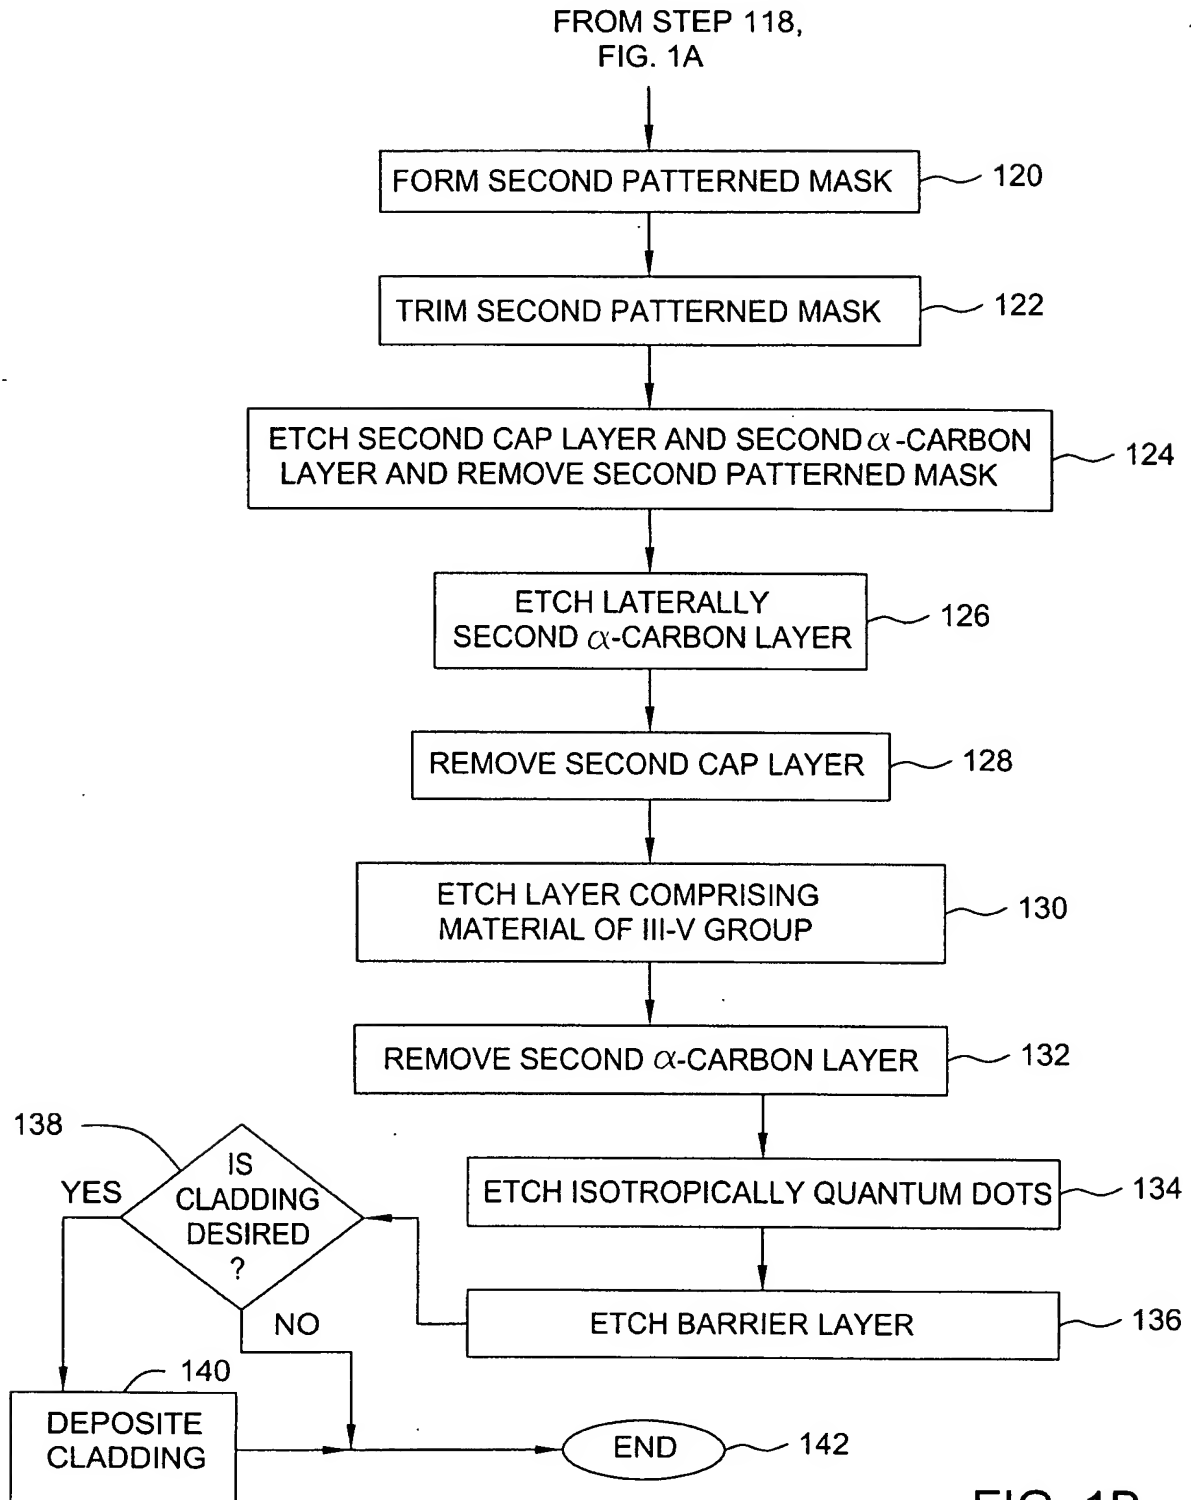 FROM STEP 118,
FIG. 1A
FORM SECOND PATTERNED MASK
120
TRIM SECOND PATTERNED MASK
122
ETCH SECOND CAP LAYER AND SECOND α-CARBON
LAYER AND REMOVE SECOND PATTERNED MASK
124
ETCH LATERALLY
SECOND α-CARBON LAYER
126
REMOVE SECOND CAP LAYER
128
ETCH LAYER COMPRISING
MATERIAL OF III-V GROUP
130
REMOVE SECOND α-CARBON LAYER
132
ETCH ISOTROPICALLY QUANTUM DOTS
134
ETCH BARRIER LAYER
136
138
IS
CLADDING
DESIRED
?
YES
NO
140
DEPOSITE
CLADDING
END
142
FIG. 1B